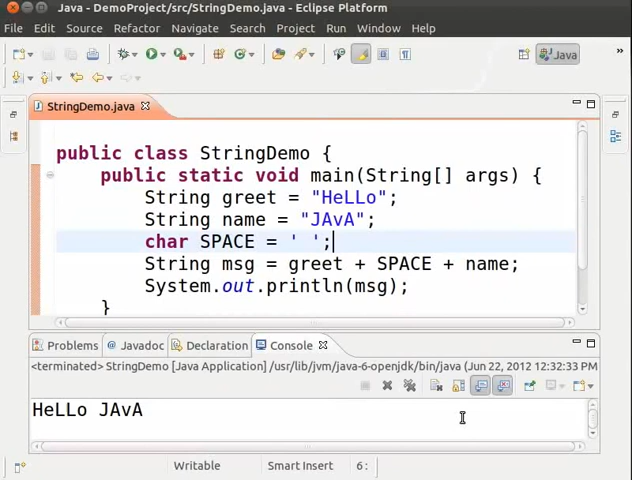 Java - DemoProject/src/StringDemo.java - Eclipse Platform
File Edit Source Refactor Navigate Search Project Run Window Help
Java »
StringDemo.java
public class StringDemo {
public static void main(String[] args) {
String greet = "HeLLo";
String name = "JAvA";
char SPACE = ' ';
String msg = greet + SPACE + name;
System.out.println(msg);
}
Problems @ Javadoc Declaration Console
<terminated> StringDemo [Java Application] /usr/lib/jvm/java-6-openjdk/bin/java (Jun 22, 2012 12:32:33 PM)
HeLLo JAvA
Writable Smart Insert 6 :